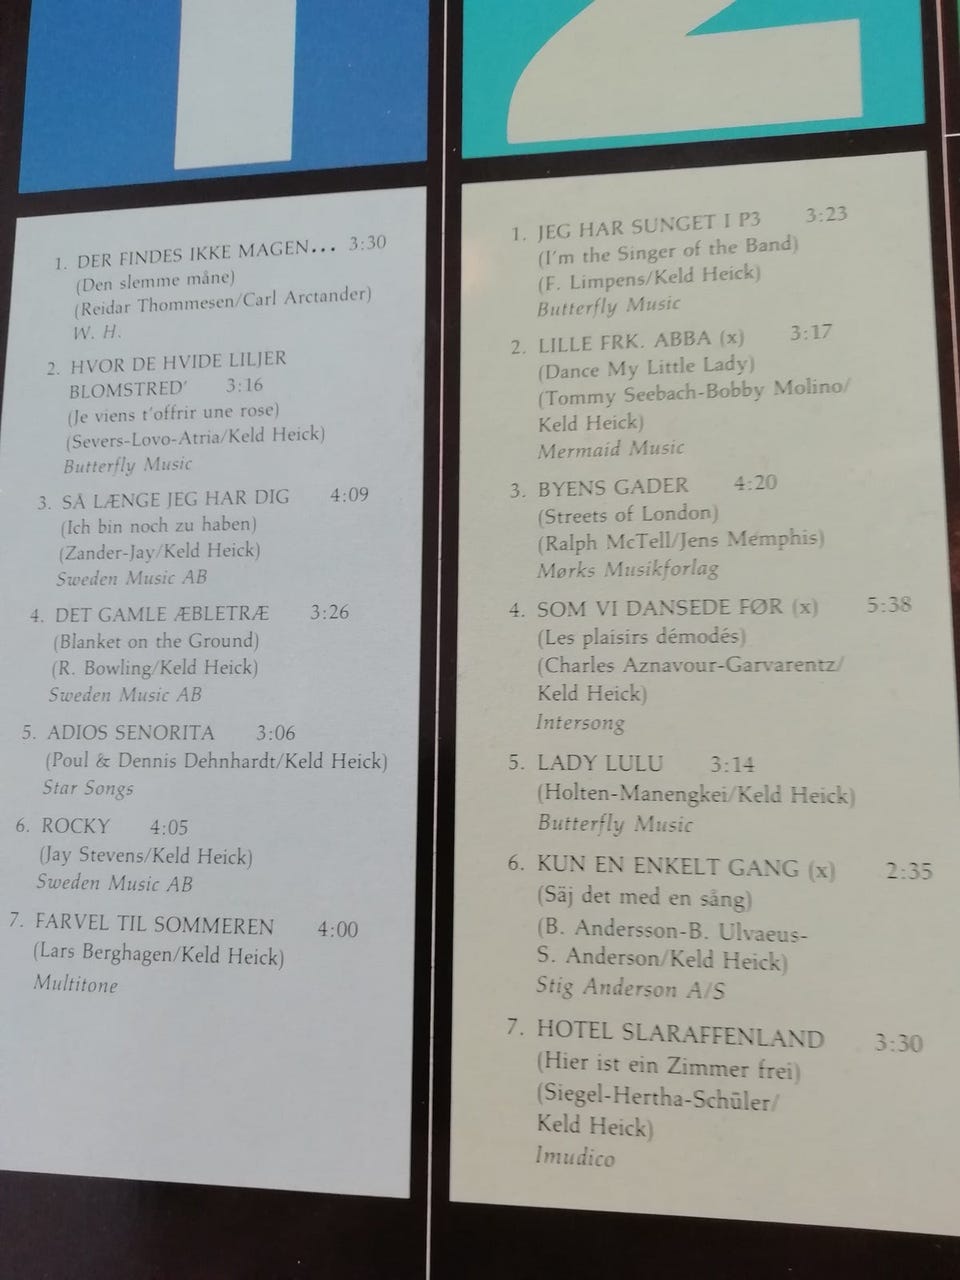 1
1. DER FINDES IKKE MAGEN... 3:30
(Den slemme måne)
(Reidar Thommesen/Carl Arctander)
W. H.
2. HVOR DE HVIDE LILJER
BLOMSTRED' 3:16
(Je viens t'offrir une rose)
(Severs-Lovo-Atria/Keld Heick)
Butterfly Music
3. SÅ LÆNGE JEG HAR DIG 4:09
(Ich bin noch zu haben)
(Zander-Jay/Keld Heick)
Sweden Music AB
4. DET GAMLE ÆBLETRÆ 3:26
(Blanket on the Ground)
(R. Bowling/Keld Heick)
Sweden Music AB
5. ADIOS SENORITA 3:06
(Poul & Dennis Dehnhardt/Keld Heick)
Star Songs
6. ROCKY 4:05
(Jay Stevens/Keld Heick)
Sweden Music AB
7. FARVEL TIL SOMMEREN 4:00
(Lars Berghagen/Keld Heick)
Multitone
2
1. JEG HAR SUNGET I P3 3:23
(I'm the Singer of the Band)
(F. Limpens/Keld Heick)
Butterfly Music
2. LILLE FRK. ABBA (x) 3:17
(Dance My Little Lady)
(Tommy Seebach-Bobby Molino/
Keld Heick)
Mermaid Music
3. BYENS GADER 4:20
(Streets of London)
(Ralph McTell/Jens Memphis)
Mørks Musikforlag
4. SOM VI DANSEDE FØR (x) 5:38
(Les plaisirs démodés)
(Charles Aznavour-Garvarentz/
Keld Heick)
Intersong
5. LADY LULU 3:14
(Holten-Manengkei/Keld Heick)
Butterfly Music
6. KUN EN ENKELT GANG (x) 2:35
(Säj det med en sång)
(B. Andersson-B. Ulvaeus-
S. Anderson/Keld Heick)
Stig Anderson A/S
7. HOTEL SLARAFFENLAND 3:30
(Hier ist ein Zimmer frei)
(Siegel-Hertha-Schüler/
Keld Heick)
Imudico